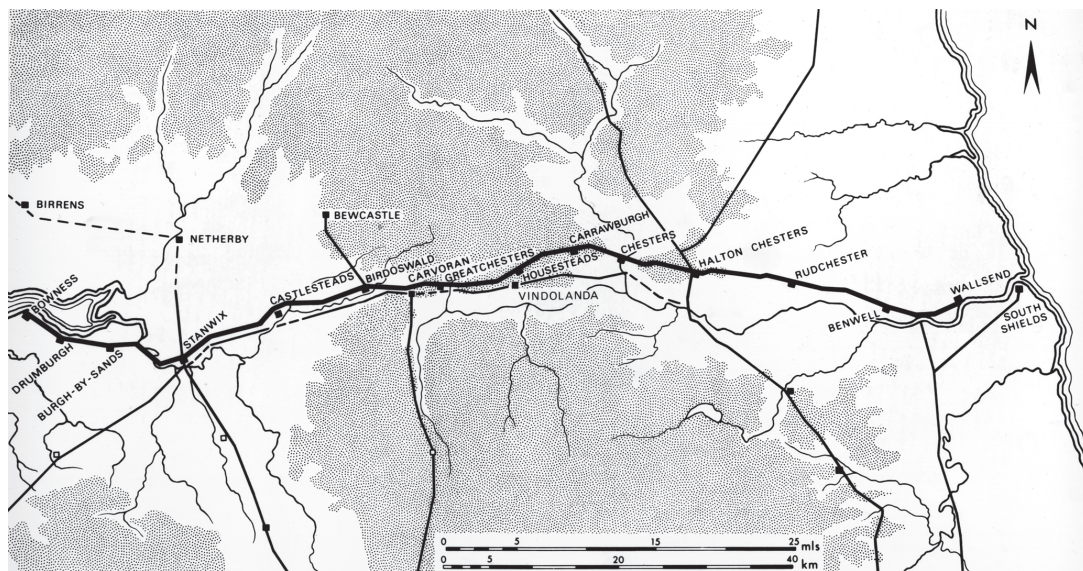 N
BIRRENS
NETHERBY
BEWCASTLE
BOWNESS
DRUMBURGH
BURGH-BY-SANDS
STANWIX
CASTLESTEADS
BIRDOSWALD
CARVORAN
GREATCHESTERS
HOUSESTEADS
VINDOLANDA
CARRAWBURGH
CHESTERS
HALTON CHESTERS
RUDCHESTER
BENWELL
WALLSEND
SOUTH
SHIELDS
0 5 15 25 mls
0 5 20 40 km